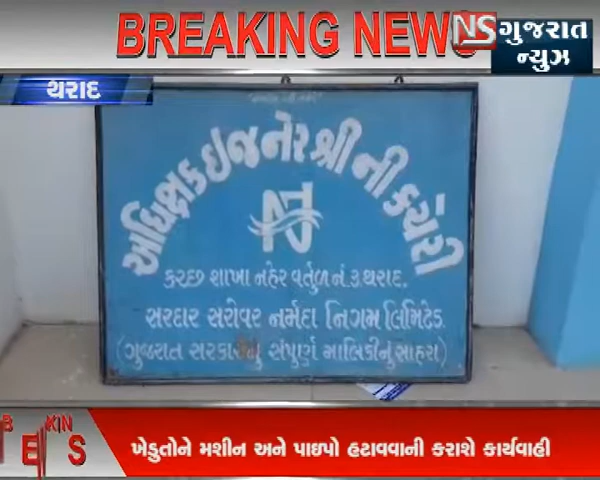 BREAKING NEWS
NS ગુજરાત
ન્યુઝ
થરાદ
અધિક્ષક ઇજનેર શ્રી ની કચેરી
કચ્છ શાખા નહેર વર્તુળ નં. ૩ થરાદ.
સરદાર સરોવર નર્મદા નિગમ લિમિટેડ
(ગુજરાત સરકારનું સંપુર્ણ માલિકીનું સાહસ)
ખેડુતોને મશીન અને પાઇપો હટાવવાની કરાશે કાર્યવાહી